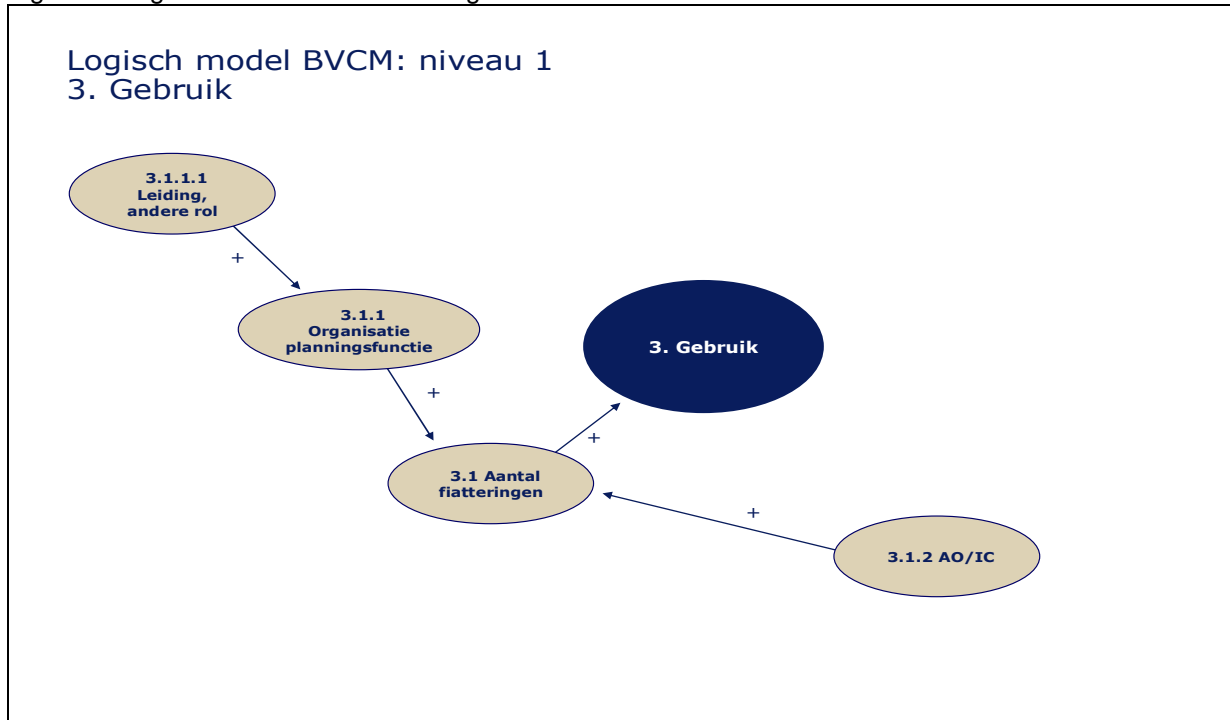 Logisch model BVCM: niveau 1
3. Gebruik
3.1.1.1
Leiding,
andere rol
+
3.1.1
Organisatie
planningsfunctie
3. Gebruik
+
+
3.1 Aantal
fiatteringen
+
3.1.2 AO/IC